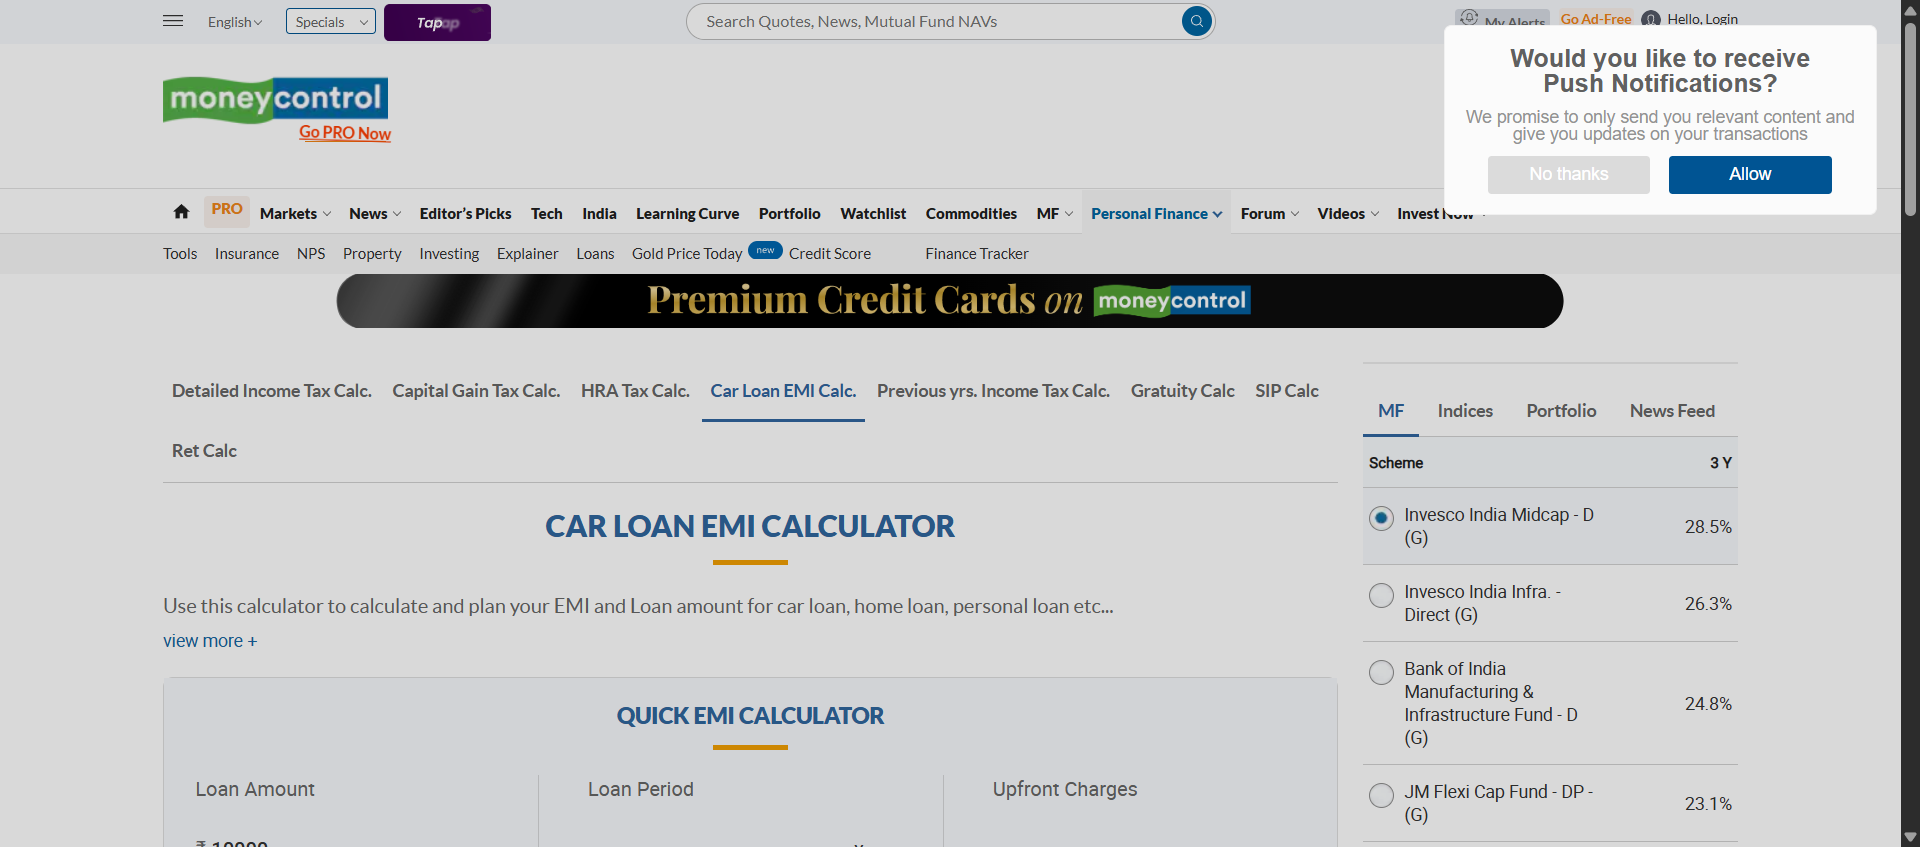 English
Specials
Tap
Search Quotes, News, Mutual Fund NAVs
My Alerts
Go Ad-Free
Hello, Login
Would you like to receive
Push Notifications?
We promise to only send you relevant content and
give you updates on your transactions
No thanks
Allow
moneycontrol
Go PRO Now
PRO
Markets
News
Editor's Picks
Tech
India
Learning Curve
Portfolio
Watchlist
Commodities
MF
Personal Finance
Forum
Videos
Invest Now
Tools
Insurance
NPS
Property
Investing
Explainer
Loans
Gold Price Today
new
Credit Score
Finance Tracker
Premium Credit Cards on moneycontrol
Detailed Income Tax Calc.
Capital Gain Tax Calc.
HRA Tax Calc.
Car Loan EMI Calc.
Previous yrs. Income Tax Calc.
Gratuity Calc
SIP Calc
Ret Calc
CAR LOAN EMI CALCULATOR
Use this calculator to calculate and plan your EMI and Loan amount for car loan, home loan, personal loan etc...
view more +
QUICK EMI CALCULATOR
Loan Amount
Loan Period
Upfront Charges
₹ 10000
MF
Indices
Portfolio
News Feed
Scheme
3 Y
Invesco India Midcap - D
(G)
28.5%
Invesco India Infra. -
Direct (G)
26.3%
Bank of India
Manufacturing &
Infrastructure Fund - D
(G)
24.8%
JM Flexi Cap Fund - DP -
(G)
23.1%